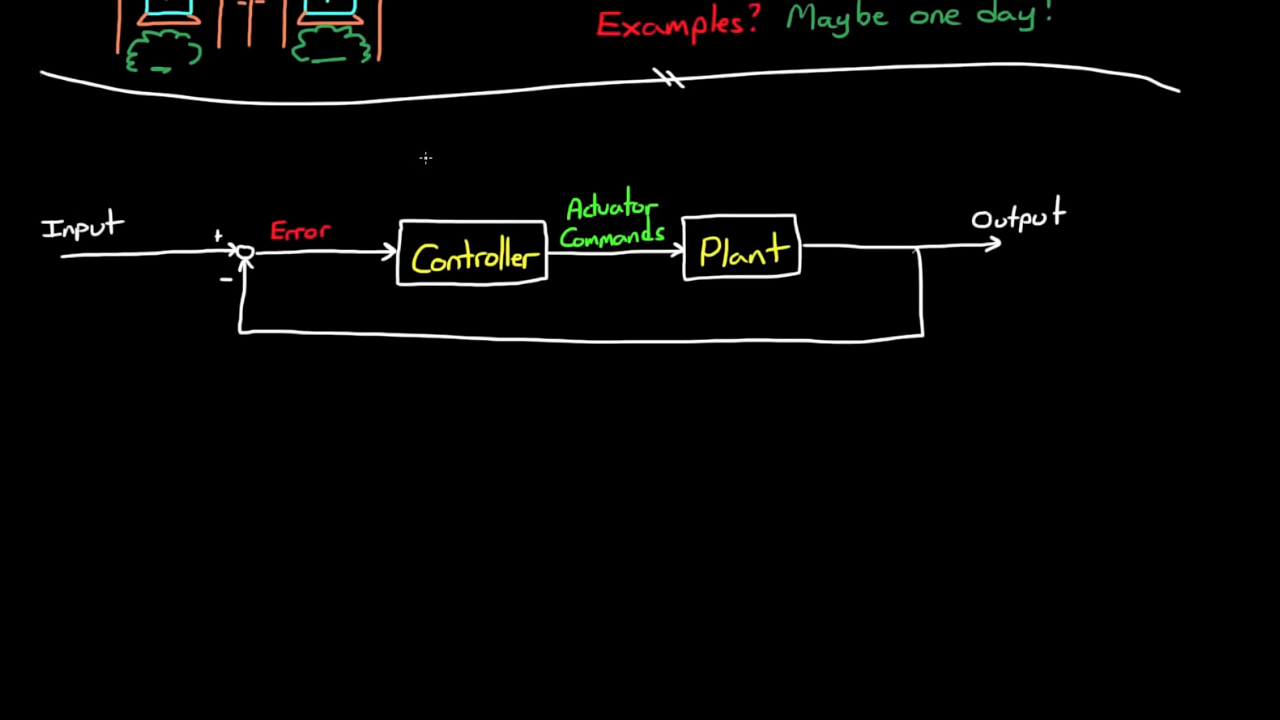 Examples? Maybe one day!
Input
+
-
Error
Controller
Actuator
Commands
Plant
Output